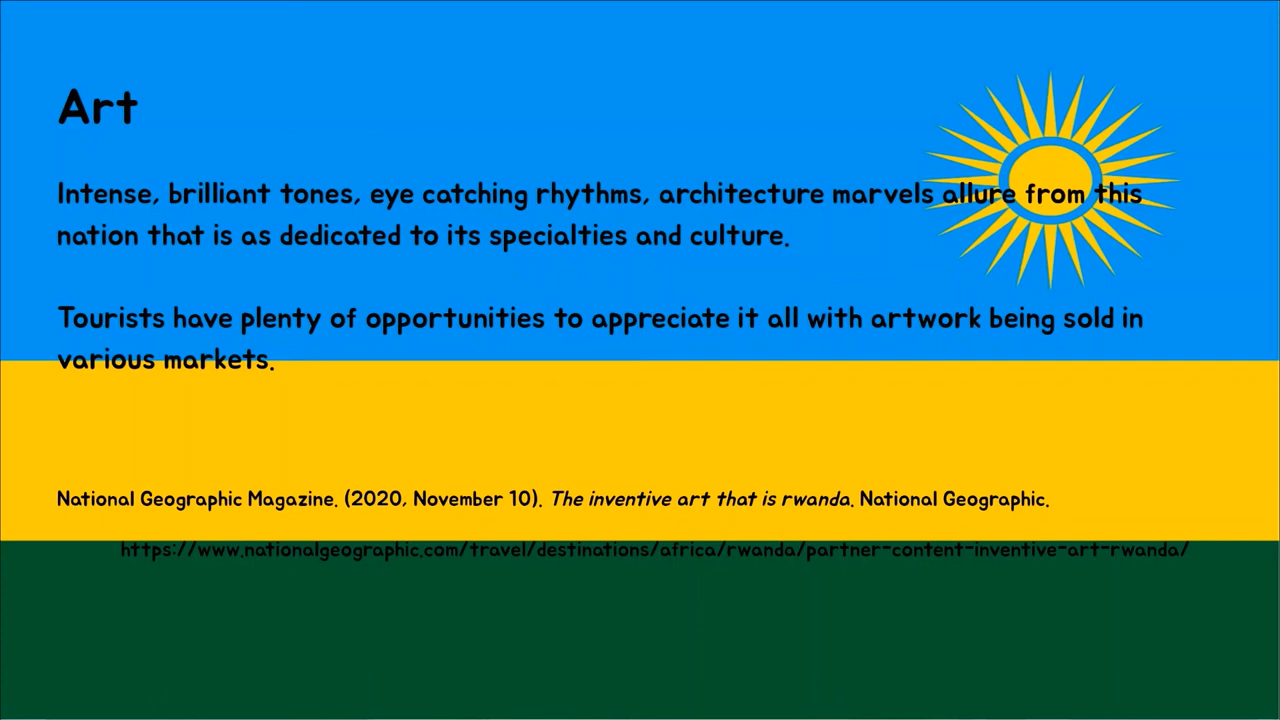 Art
Intense, brilliant tones, eye catching rhythms, architecture marvels allure from this
nation that is as dedicated to its specialties and culture.
Tourists have plenty of opportunities to appreciate it all with artwork being sold in
various markets.
National Geographic Magazine. (2020, November 10). The inventive art that is rwanda. National Geographic.
https://www.nationalgeographic.com/travel/destinations/africa/rwanda/partner-content-inventive-art-rwanda/